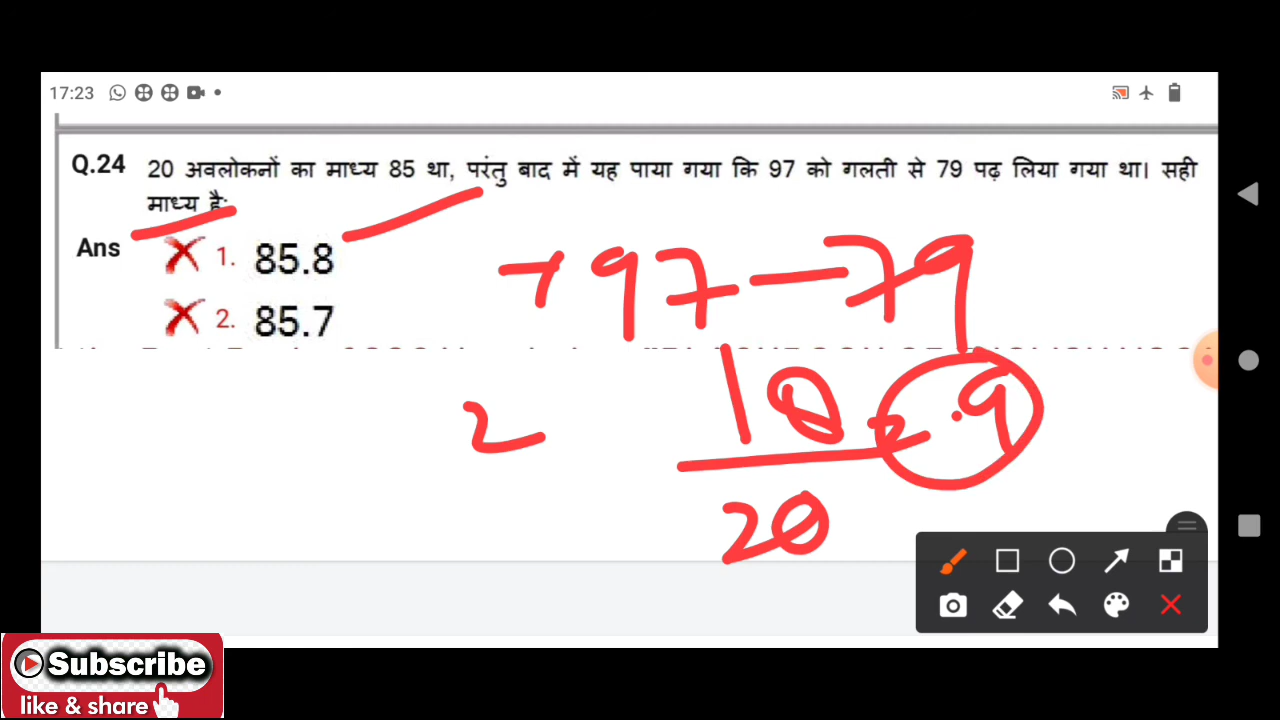 17:23
Q.24 20 अवलोकनों का माध्य 85 था, परंतु बाद में यह पाया गया कि 97 को गलती से 79 पढ़ लिया गया था। सही
माध्य है:
Ans 1. 85.8
2. 85.7
+97-79
18 = .9
20
Subscribe
like & share